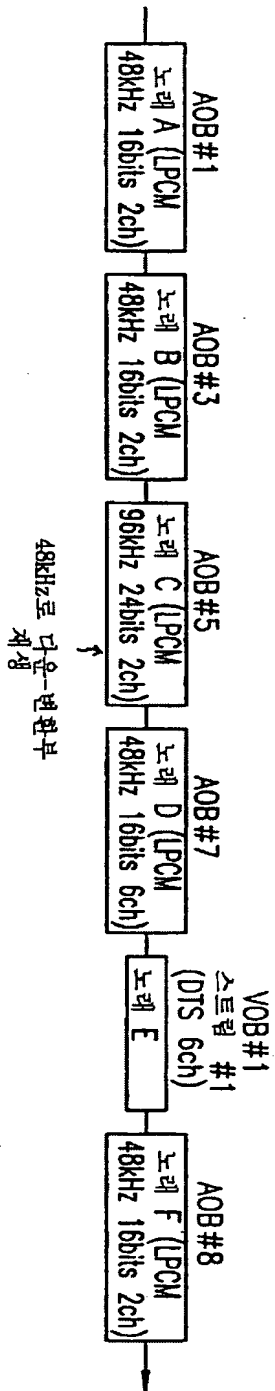 AOB#1
노래 A (LPCM
48kHz 16bits 2ch)
AOB#3
노래 B (LPCM
48kHz 16bits 2ch)
AOB#5
노래 C (LPCM
96kHz 24bits 2ch)
48kHz로 다운-변환부
재생
AOB#7
노래 D (LPCM
48kHz 16bits 6ch)
VOB#1
스트림 #1
(DTS 6ch)
노래 E
AOB#8
노래 F (LPCM
48kHz 16bits 2ch)